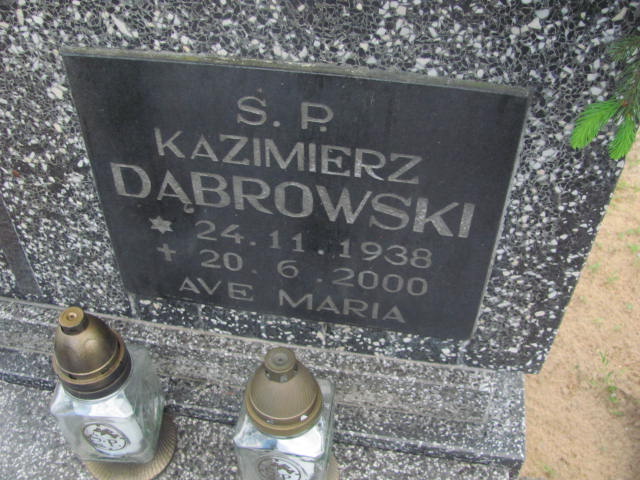 Ś. P.
KAZIMIERZ
DĄBROWSKI
* 24.11.1938
+ 20.6.2000
AVE MARIA